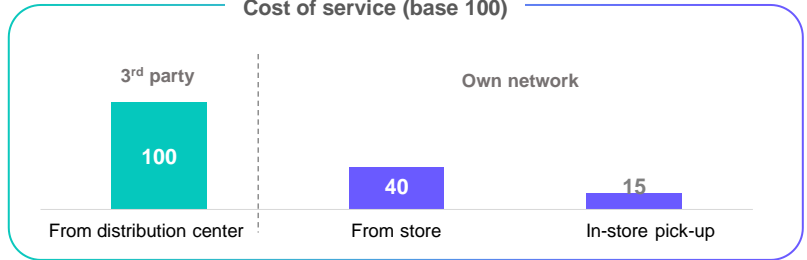 Cost of service (base 100)
3rd party
Own network
100
40
15
From distribution center
From store
In-store pick-up